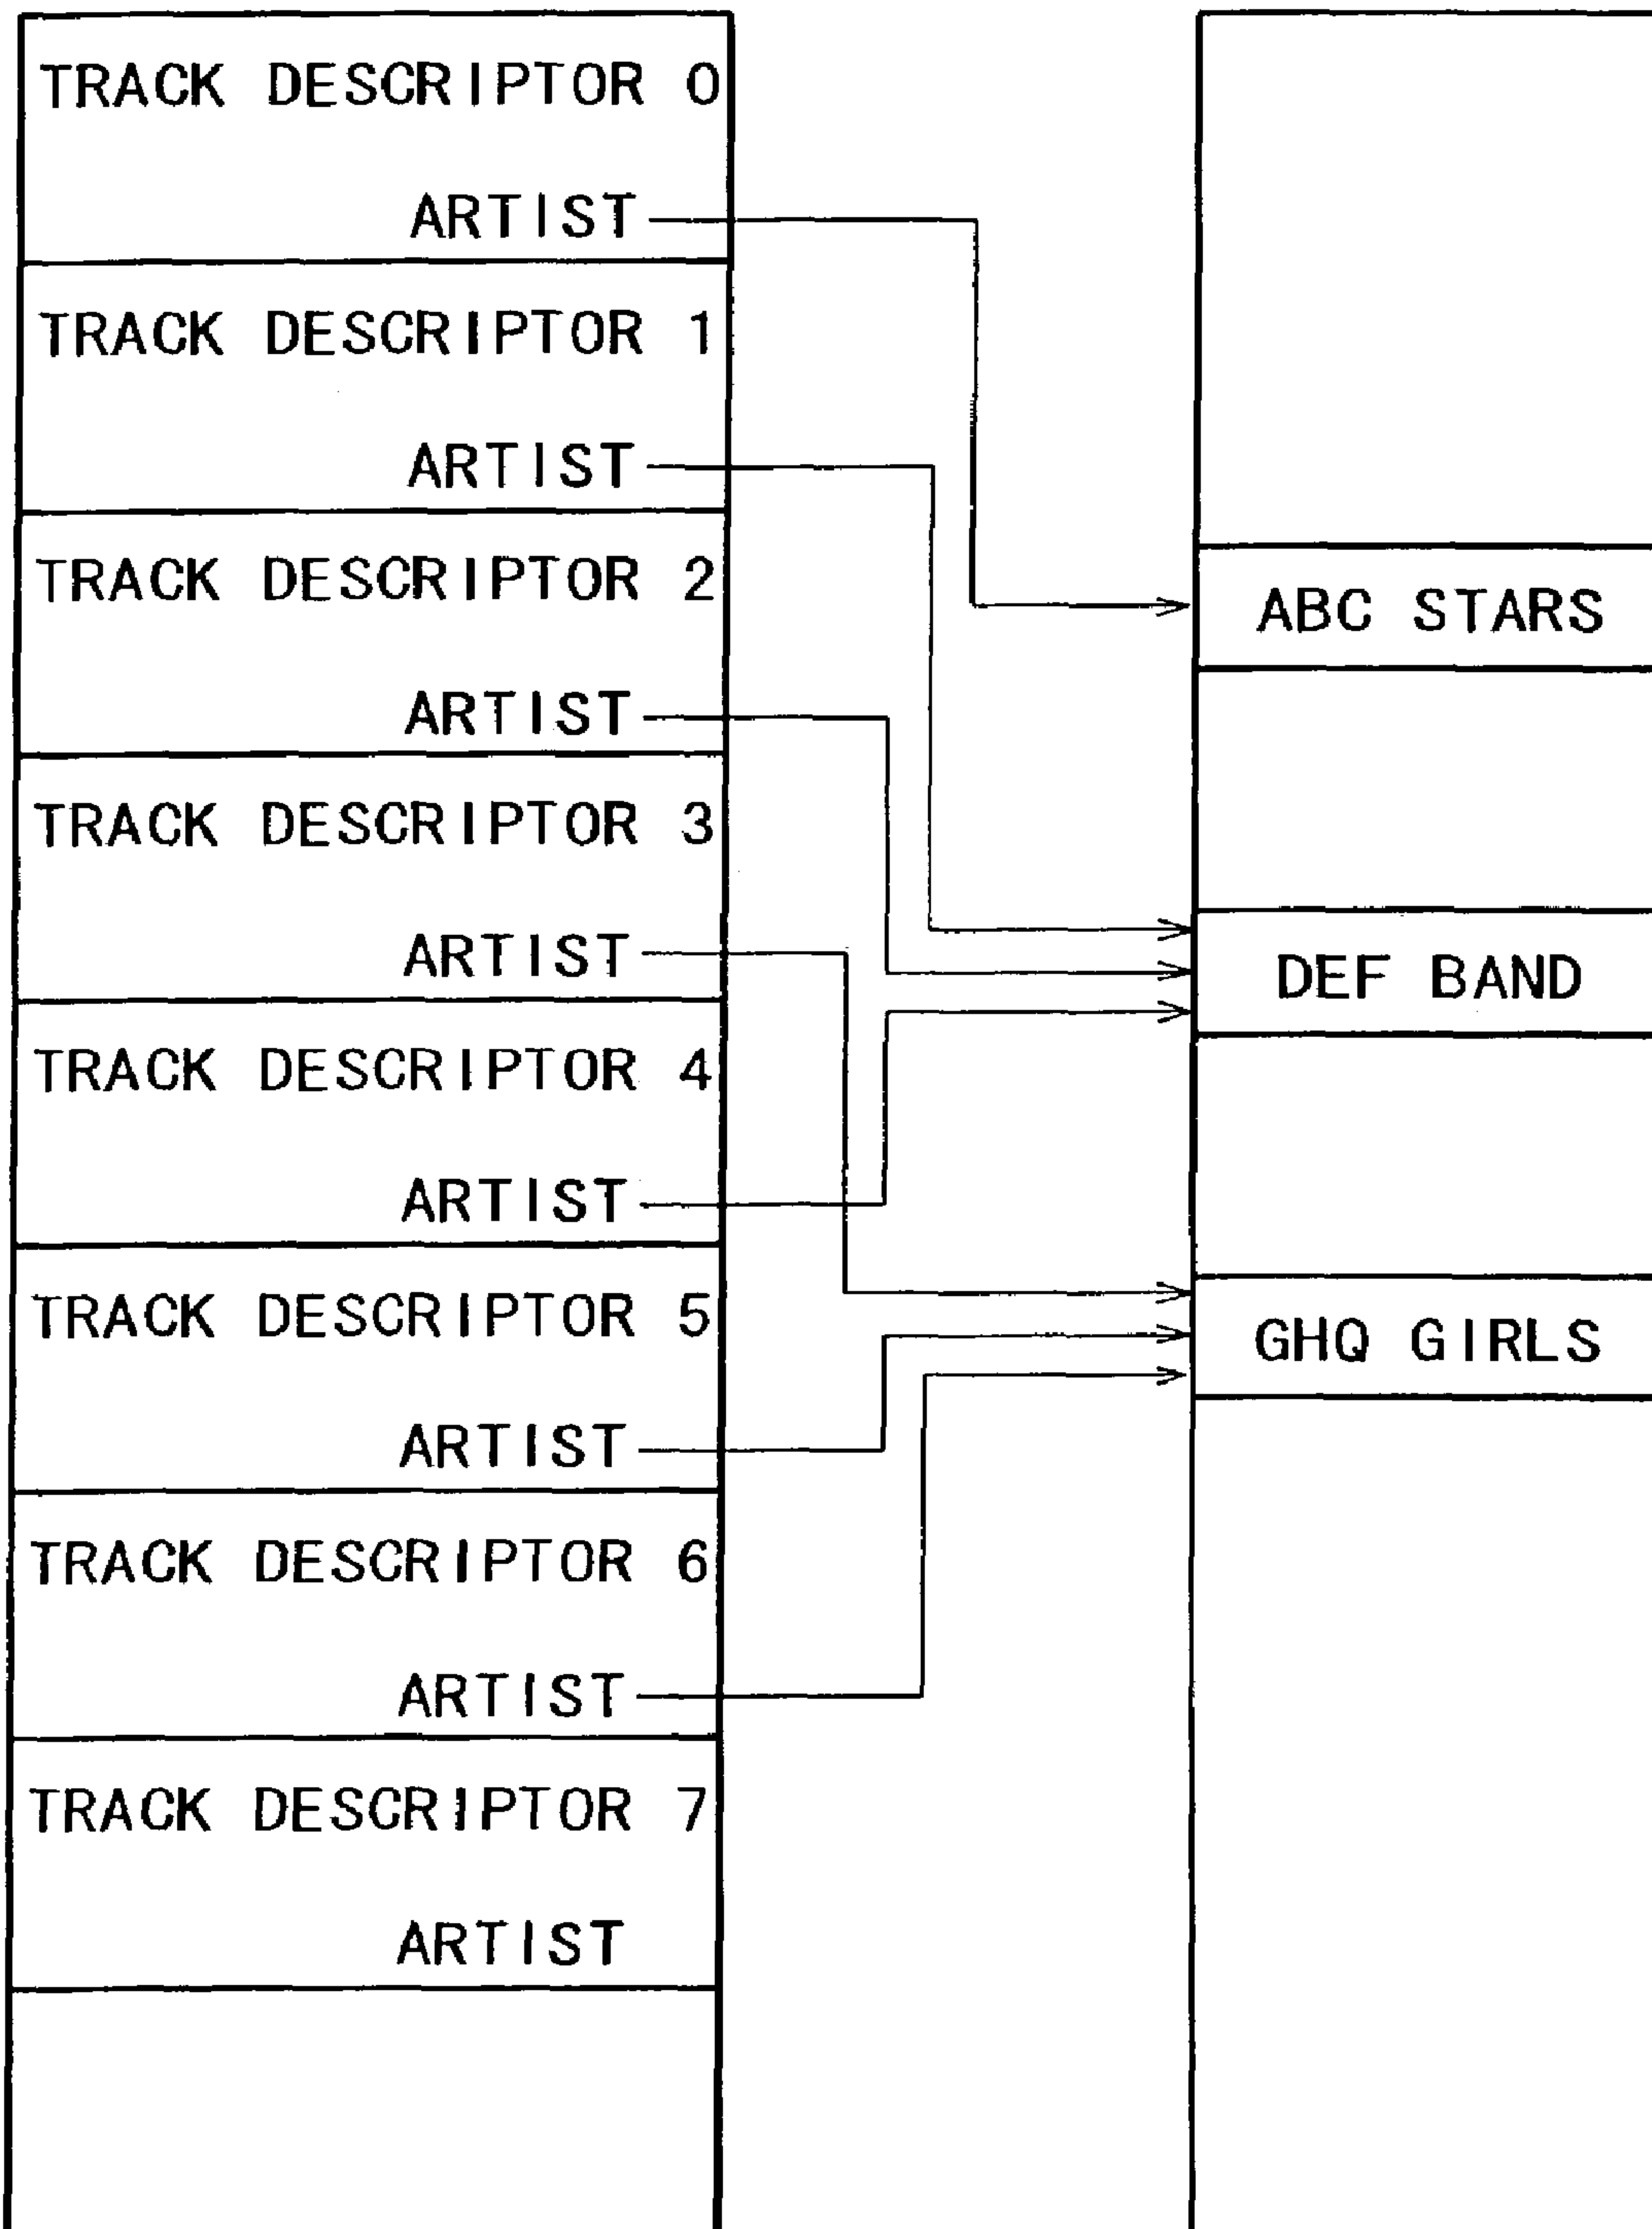 TRACK DESCRIPTOR 0
ARTIST
TRACK DESCRIPTOR 1
ARTIST
TRACK DESCRIPTOR 2
ARTIST
TRACK DESCRIPTOR 3
ARTIST
TRACK DESCRIPTOR 4
ARTIST
TRACK DESCRIPTOR 5
ARTIST
TRACK DESCRIPTOR 6
ARTIST
TRACK DESCRIPTOR 7
ARTIST
ABC STARS
DEF BAND
GHQ GIRLS